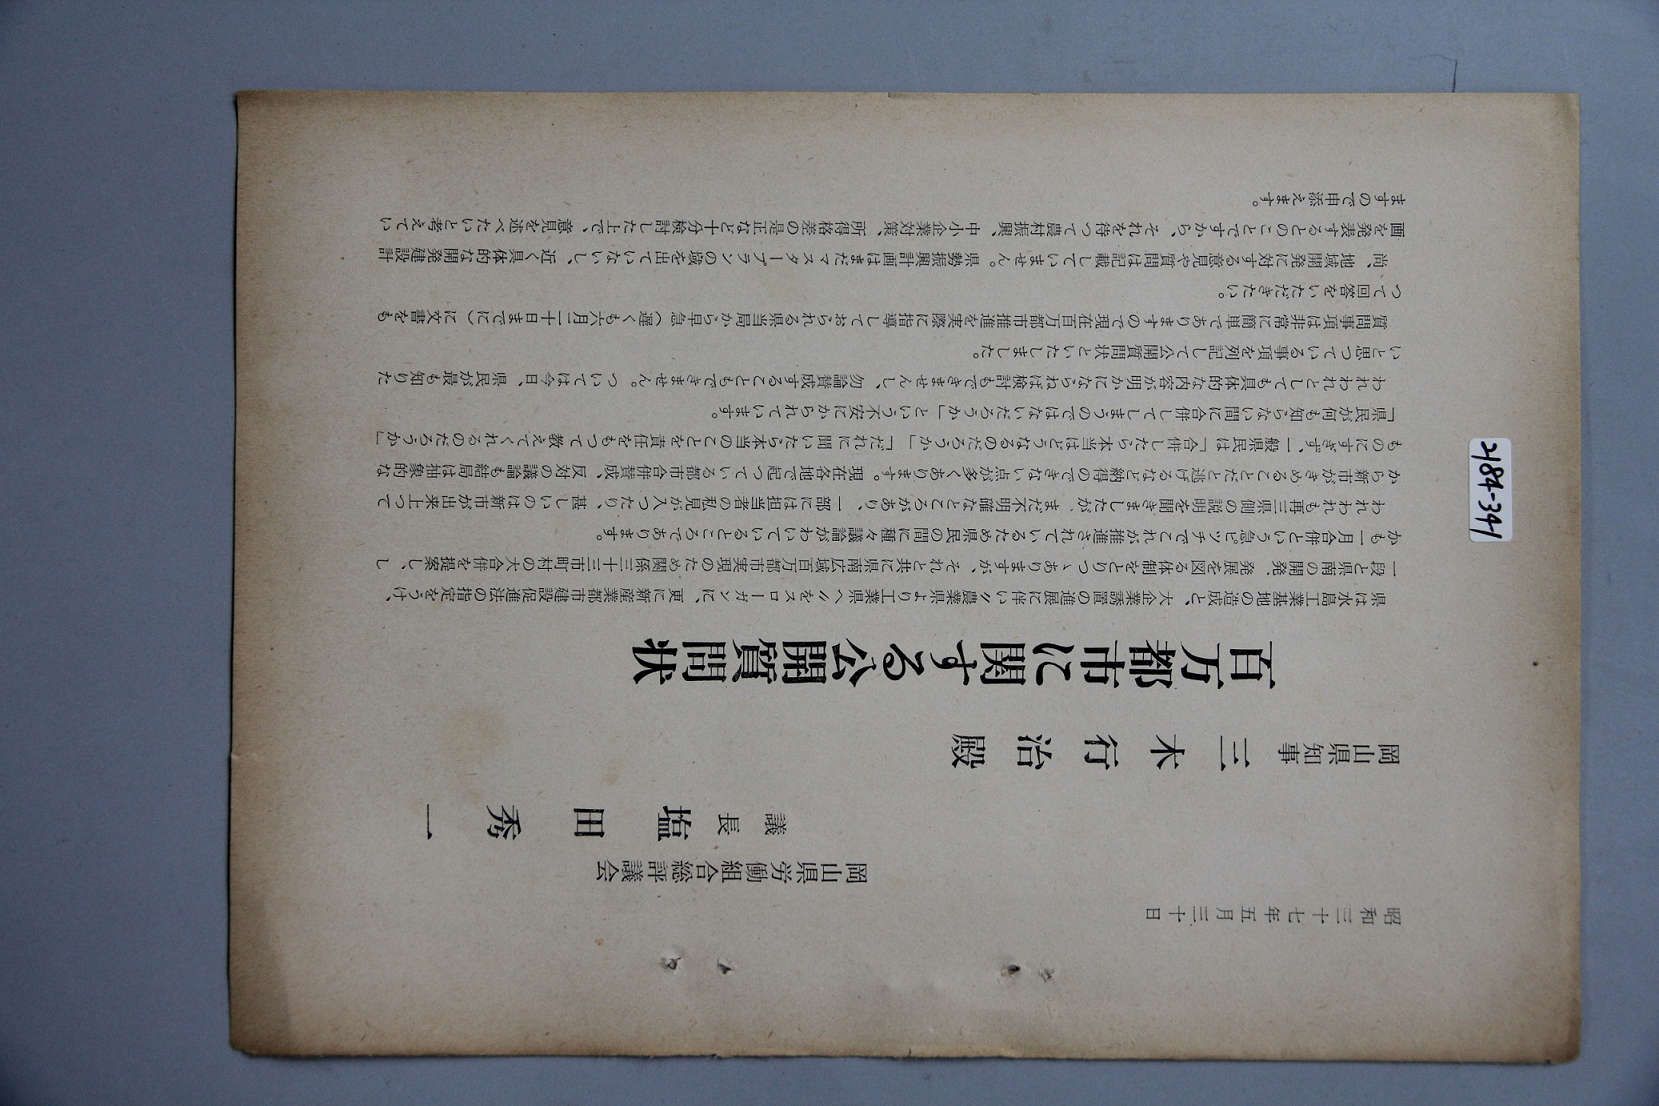 昭和三十七年五月三十日
岡山県労働組合総評議会
議長 塩田秀一
岡山県知事 三木行治殿
百万都市に関する公開質問状
県は水島工業基地の造成と、大企業誘置の進展に伴い〃農業県より工業県へ〃をスローガンに、更に新産業都市建設促進法の指定をうけ、
一段と県南の開発、発展を図る体制をとりつゝありますが、それと共に県南広域百万都市実現のため関係三十三市町村の大合併を提案し、し
かも一月合併という急ピッチでこれが推進されているため県民の間に種々議論がわいているところであります。
われわれも再三県側の説明を聞きましたが、まだ不明確なところがあり、一部には担当者の私見が入つたり、甚しいのは新市が出来上つて
から新市がきめることだと逃げるなど納得のできない点が多くあります。現在各地で起つている都市合併賛成、反対の議論も結局は抽象的な
ものにすぎず、一般県民は「合併したら本当はどうなるのだろうか」「だれに聞いたら本当のことを責任をもつて教えてくれるのだろうか」
「県民が何も知らない間に合併してしまうのではないだろうか」という不安にかられています。
われわれとしても具体的な内容が明かにならなければ検討もできませんし、勿論賛成することもできません。ついては今日、県民が最も知りた
いと思つている事項を列記して公開質問状といたしました。
質問事項は非常に簡単でありますので現在百万都市推進を実際に指導しておられる県当局から早急（遅くも六月二十日までに）に文書をも
つて回答をいただきたい。
尚、地域開発に対する意見や質問は記載していません。県勢振興計画はまだマスタープランの域を出ていないし、近く具体的な開発建設計
画を発表するとのことですから、それを待つて農村振興、中小企業対策、所得格差の是正など十分検討した上で、意見を述べたいと考えてい
ますので申添えます。
2184-341